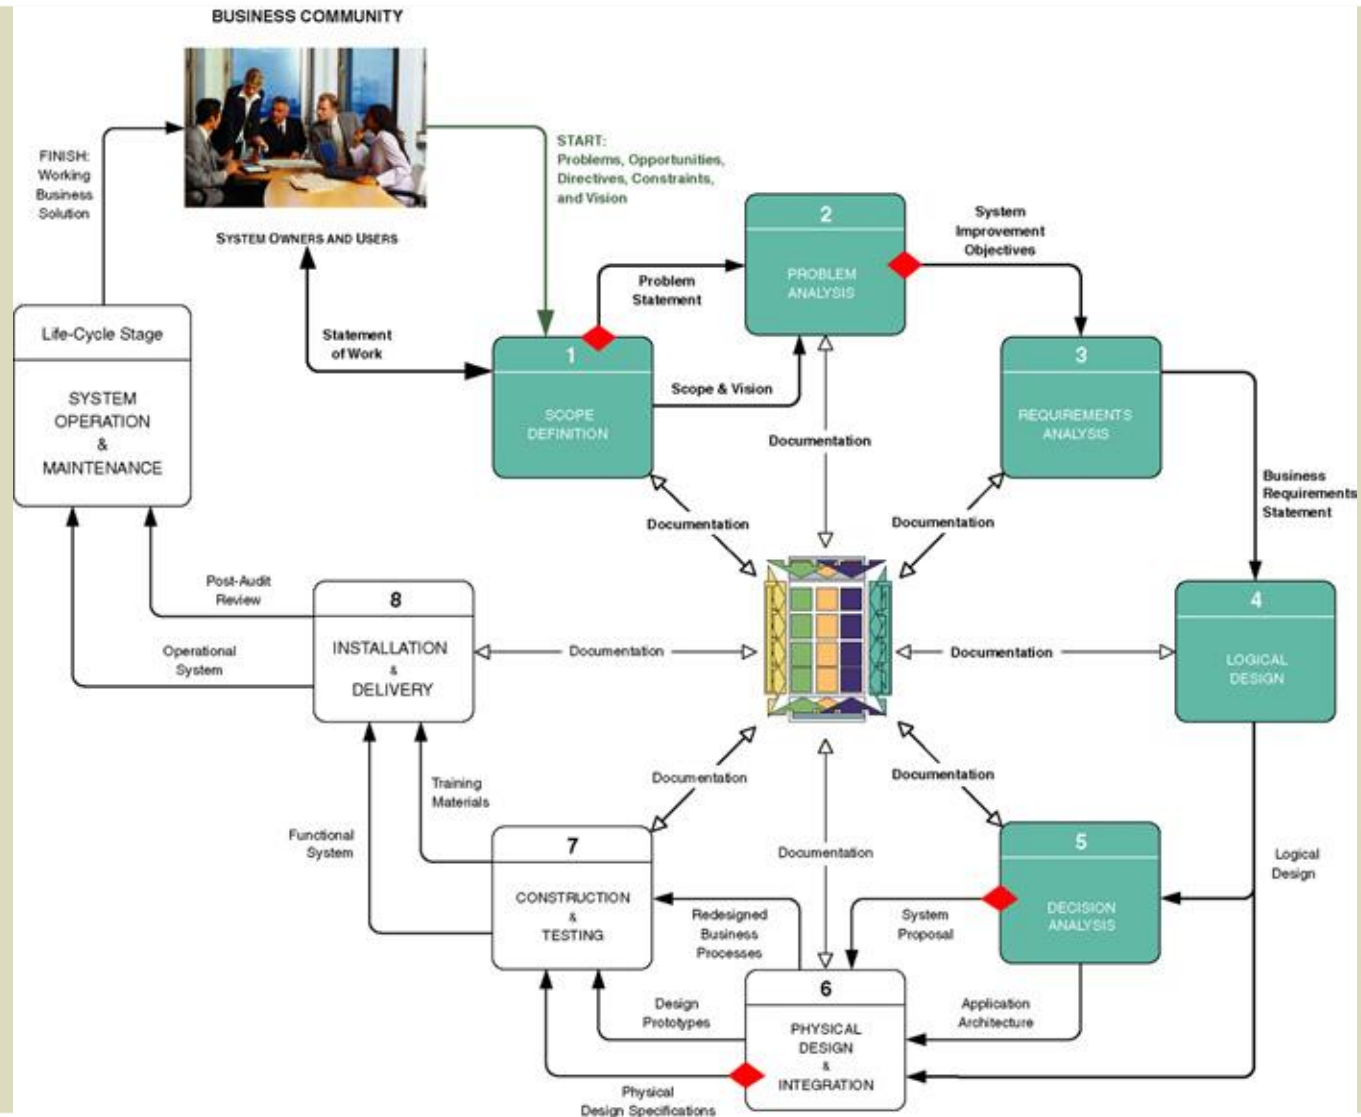 BUSINESS COMMUNITY
SYSTEM OWNERS AND USERS
FINISH:
Working
Business
Solution
START:
Problems, Opportunities,
Directives, Constraints,
and Vision
Statement
of Work
Problem
Statement
Scope & Vision
1
SCOPE
DEFINITION
2
PROBLEM
ANALYSIS
System
Improvement
Objectives
3
REQUIREMENTS
ANALYSIS
Business
Requirements
Statement
Life-Cycle Stage
SYSTEM
OPERATION
&
MAINTENANCE
Documentation
Documentation
Documentation
Post-Audit
Review
Operational
System
8
INSTALLATION
&
DELIVERY
Documentation
Documentation
4
LOGICAL
DESIGN
Training
Materials
Functional
System
Documentation
Documentation
Documentation
7
CONSTRUCTION
&
TESTING
Redesigned
Business
Processes
System
Proposal
5
DECISION
ANALYSIS
Logical
Design
Design
Prototypes
6
PHYSICAL
DESIGN
&
INTEGRATION
Application
Architecture
Physical
Design Specifications